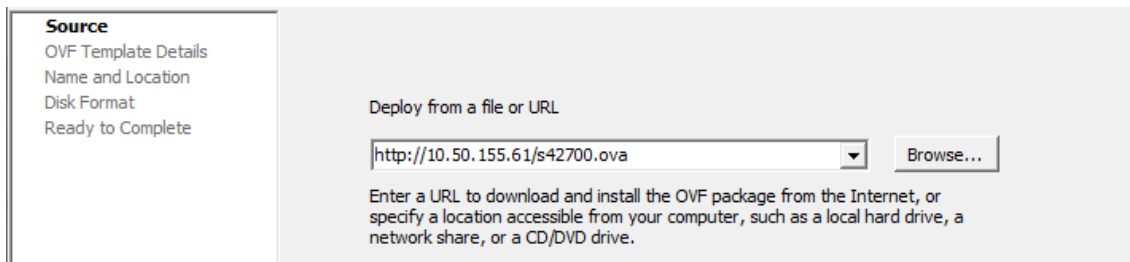 Source
OVF Template Details
Name and Location
Disk Format
Ready to Complete
Deploy from a file or URL
http://10.50.155.61/s42700.ova
Browse...
Enter a URL to download and install the OVF package from the Internet, or
specify a location accessible from your computer, such as a local hard drive, a
network share, or a CD/DVD drive.